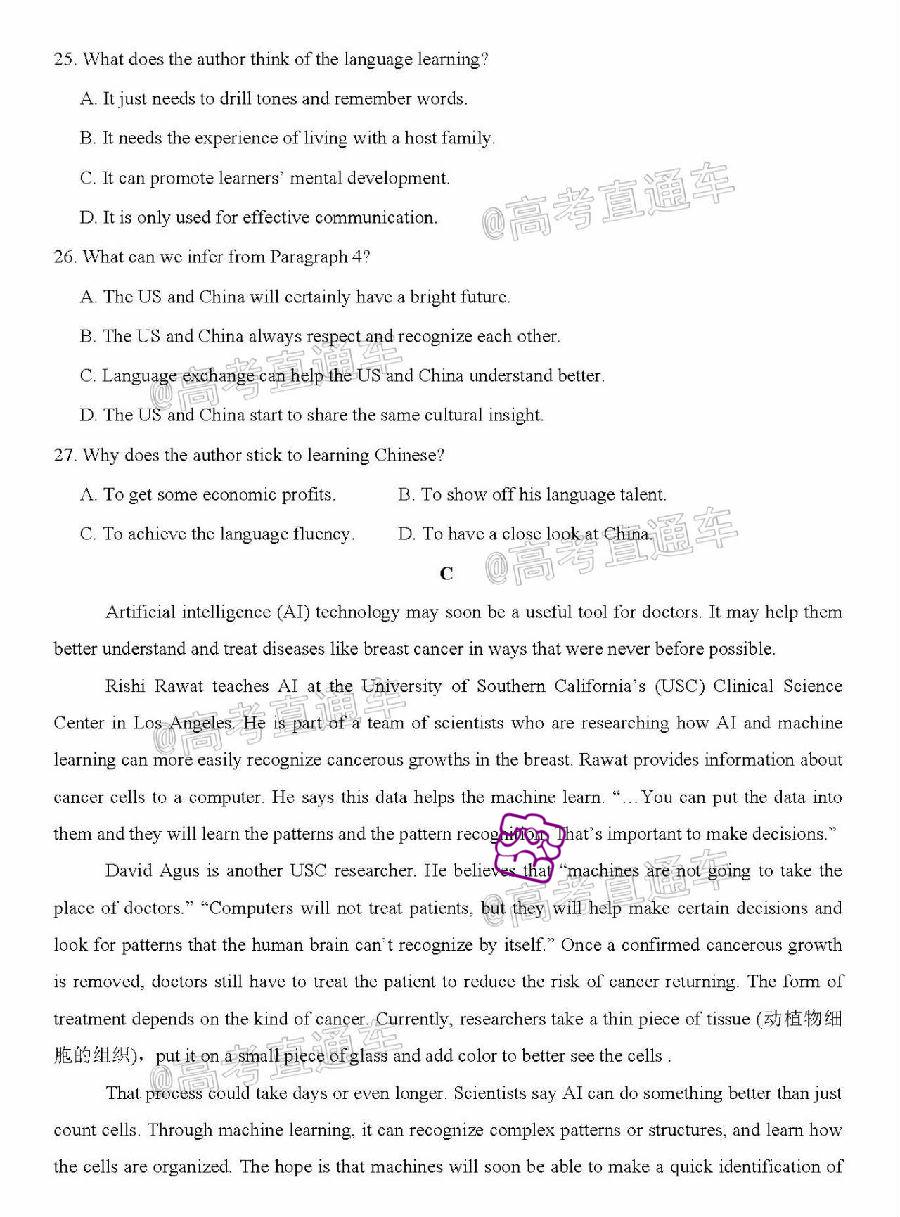 25. What does the author think of the language learning?
A. It just needs to drill tones and remember words.
B. It needs the experience of living with a host family.
C. It can promote learners' mental development.
D. It is only used for effective communication.
@高考直通车
26. What can we infer from Paragraph 4?
A. The US and China will certainly have a bright future.
B. The US and China always respect and recognize each other.
@高考直通车
C. Language exchange can help the US and China understand better.
D. The US and China start to share the same cultural insight.
27. Why does the author stick to learning Chinese?
A. To get some economic profits. B. To show off his language talent.
C. To achieve the language fluency. D. To have a close look at China.
@高考直通车
C
Artificial intelligence (AI) technology may soon be a useful tool for doctors. It may help them
better understand and treat diseases like breast cancer in ways that were never before possible.
Rishi Rawat teaches AI at the University of Southern California's (USC) Clinical Science
Center in Los Angeles. He is part of a team of scientists who are researching how AI and machine
@高考直通车
learning can more easily recognize cancerous growths in the breast. Rawat provides information about
cancer cells to a computer. He says this data helps the machine learn. “…You can put the data into
them and they will learn the patterns and the pattern recognition. That's important to make decisions.”
David Agus is another USC researcher. He believes that “machines are not going to take the
@高考直通车
place of doctors.” “Computers will not treat patients, but they will help make certain decisions and
look for patterns that the human brain can't recognize by itself.” Once a confirmed cancerous growth
is removed, doctors still have to treat the patient to reduce the risk of cancer returning. The form of
treatment depends on the kind of cancer. Currently, researchers take a thin piece of tissue (动植物细
胞的组织)，put it on a small piece of glass and add color to better see the cells .
@高考直通车
That process could take days or even longer. Scientists say AI can do something better than just
count cells. Through machine learning, it can recognize complex patterns or structures, and learn how
the cells are organized. The hope is that machines will soon be able to make a quick identification of